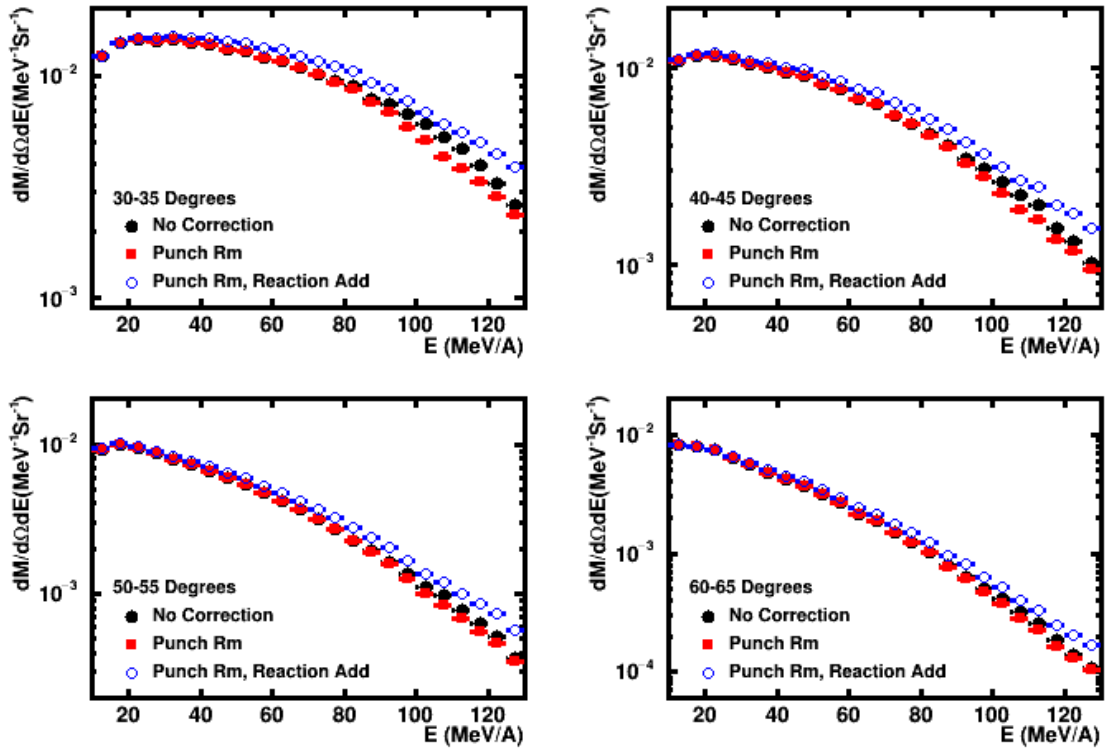 dM/dΩdE(MeV⁻¹Sr⁻¹)
10⁻²
10⁻³
30-35 Degrees
No Correction
Punch Rm
Punch Rm, Reaction Add
20 40 60 80 100 120
E (MeV/A)
dM/dΩdE(MeV⁻¹Sr⁻¹)
10⁻²
10⁻³
40-45 Degrees
No Correction
Punch Rm
Punch Rm, Reaction Add
20 40 60 80 100 120
E (MeV/A)
dM/dΩdE(MeV⁻¹Sr⁻¹)
10⁻²
10⁻³
50-55 Degrees
No Correction
Punch Rm
Punch Rm, Reaction Add
20 40 60 80 100 120
E (MeV/A)
dM/dΩdE(MeV⁻¹Sr⁻¹)
10⁻²
10⁻³
10⁻⁴
60-65 Degrees
No Correction
Punch Rm
Punch Rm, Reaction Add
20 40 60 80 100 120
E (MeV/A)